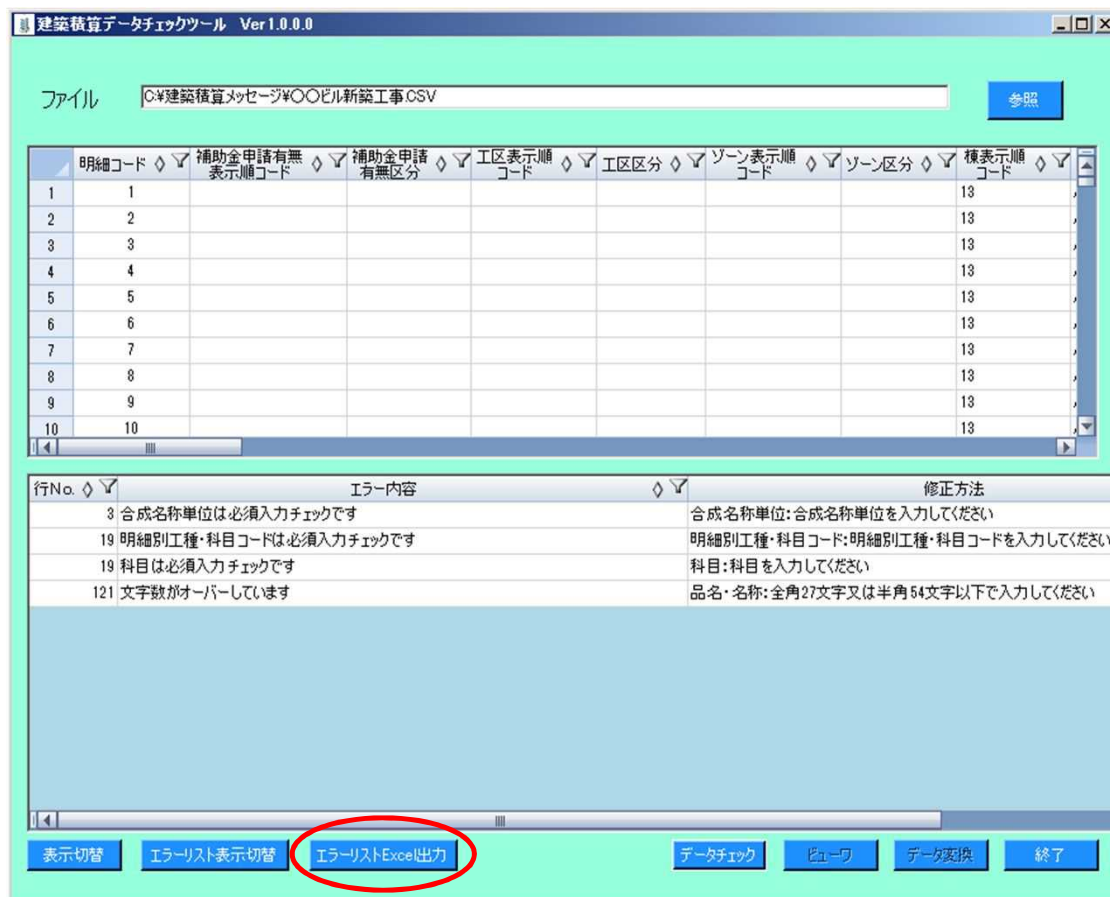 建築積算データチェックツール Ver1.0.0.0
ファイル C:¥建築積算メッセージ¥〇〇ビル新築工事.CSV 参照
明細コード 補助金申請有無表示順コード 補助金申請有無区分 工区表示順コード 工区区分 ゾーン表示順コード ゾーン区分 棟表示順コード
1 1 13
2 2 13
3 3 13
4 4 13
5 5 13
6 6 13
7 7 13
8 8 13
9 9 13
10 10 13
行No. エラー内容 修正方法
3 合成名称単位は必須入力チェックです 合成名称単位:合成名称単位を入力してください
19 明細別工種・科目コードは必須入力チェックです 明細別工種・科目コード:明細別工種・科目コードを入力してください
19 科目は必須入力チェックです 科目:科目を入力してください
121 文字数がオーバーしています 品名・名称:全角27文字又は半角54文字以下で入力してください
表示切替 エラーリスト表示切替 エラーリストExcel出力 データチェック ビューワ データ変換 終了